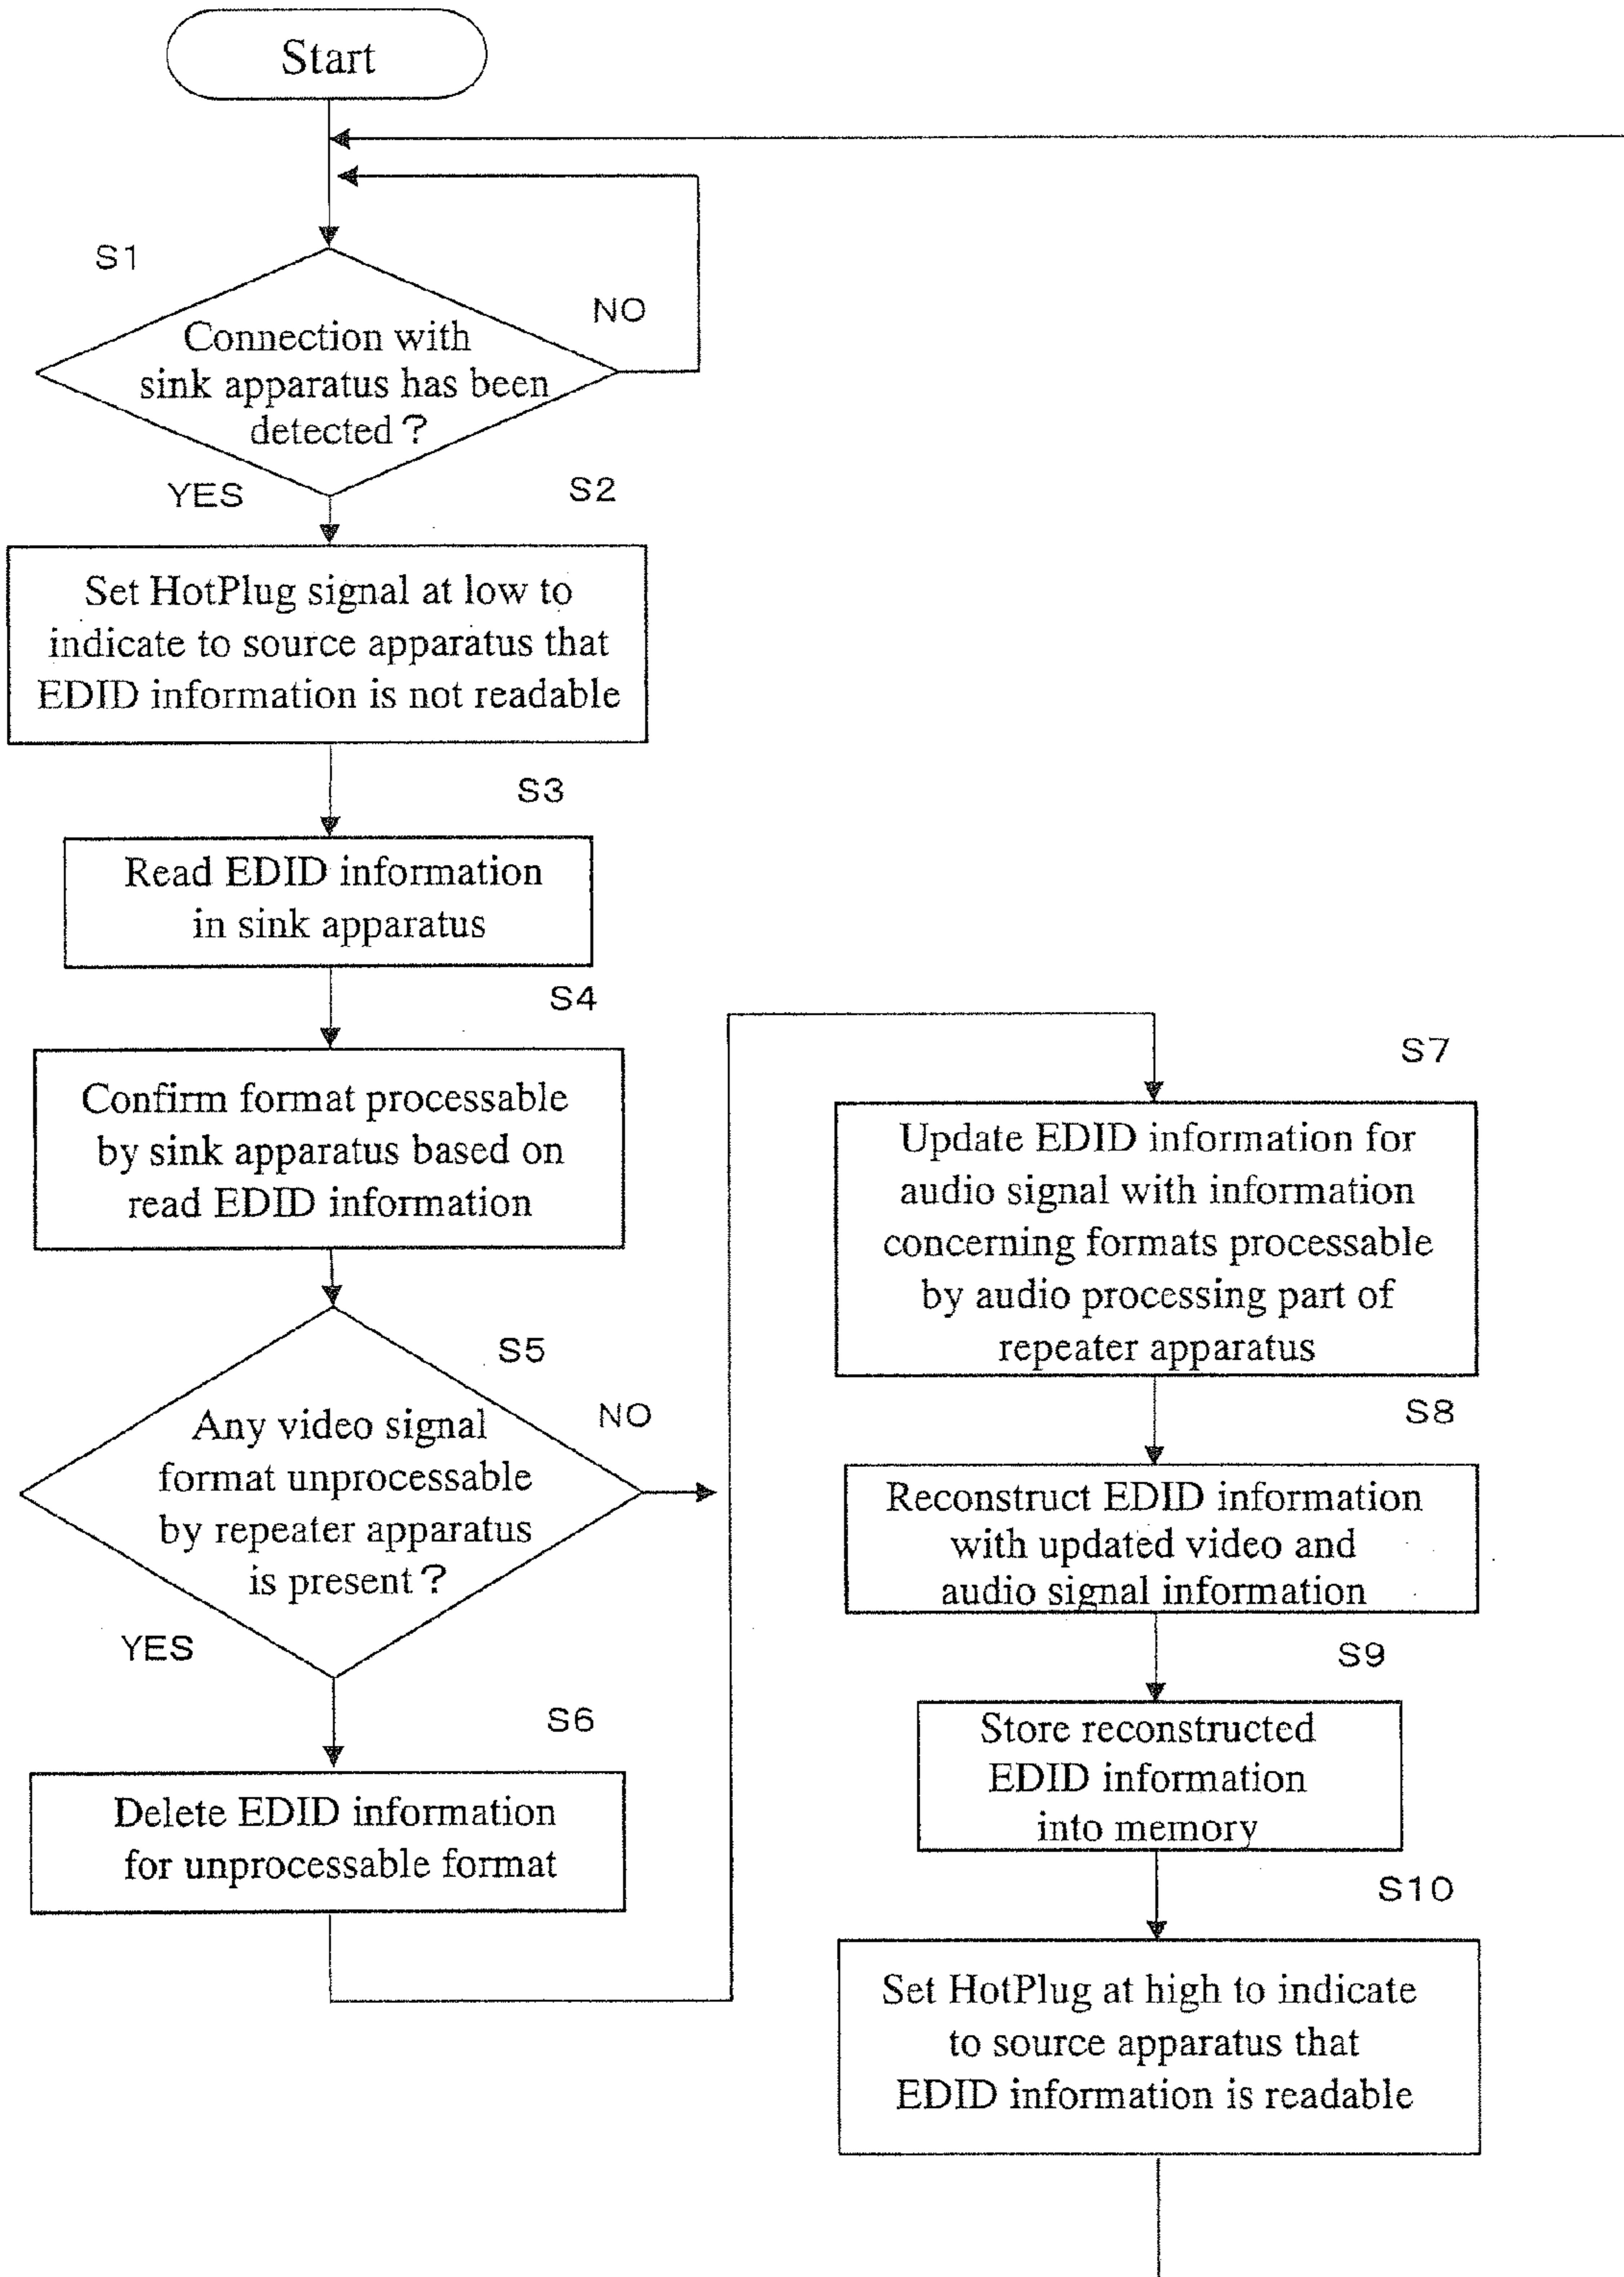 Start
S1
NO
Connection with
sink apparatus has been
detected ?
YES
S2
Set HotPlug signal at low to
indicate to source apparatus that
EDID information is not readable
S3
Read EDID information
in sink apparatus
S4
Confirm format processable
by sink apparatus based on
read EDID information
S5
NO
Any video signal
format unprocessable
by repeater apparatus
is present ?
YES
S6
Delete EDID information
for unprocessable format
S7
Update EDID information for
audio signal with information
concerning formats processable
by audio processing part of
repeater apparatus
S8
Reconstruct EDID information
with updated video and
audio signal information
S9
Store reconstructed
EDID information
into memory
S10
Set HotPlug at high to indicate
to source apparatus that
EDID information is readable